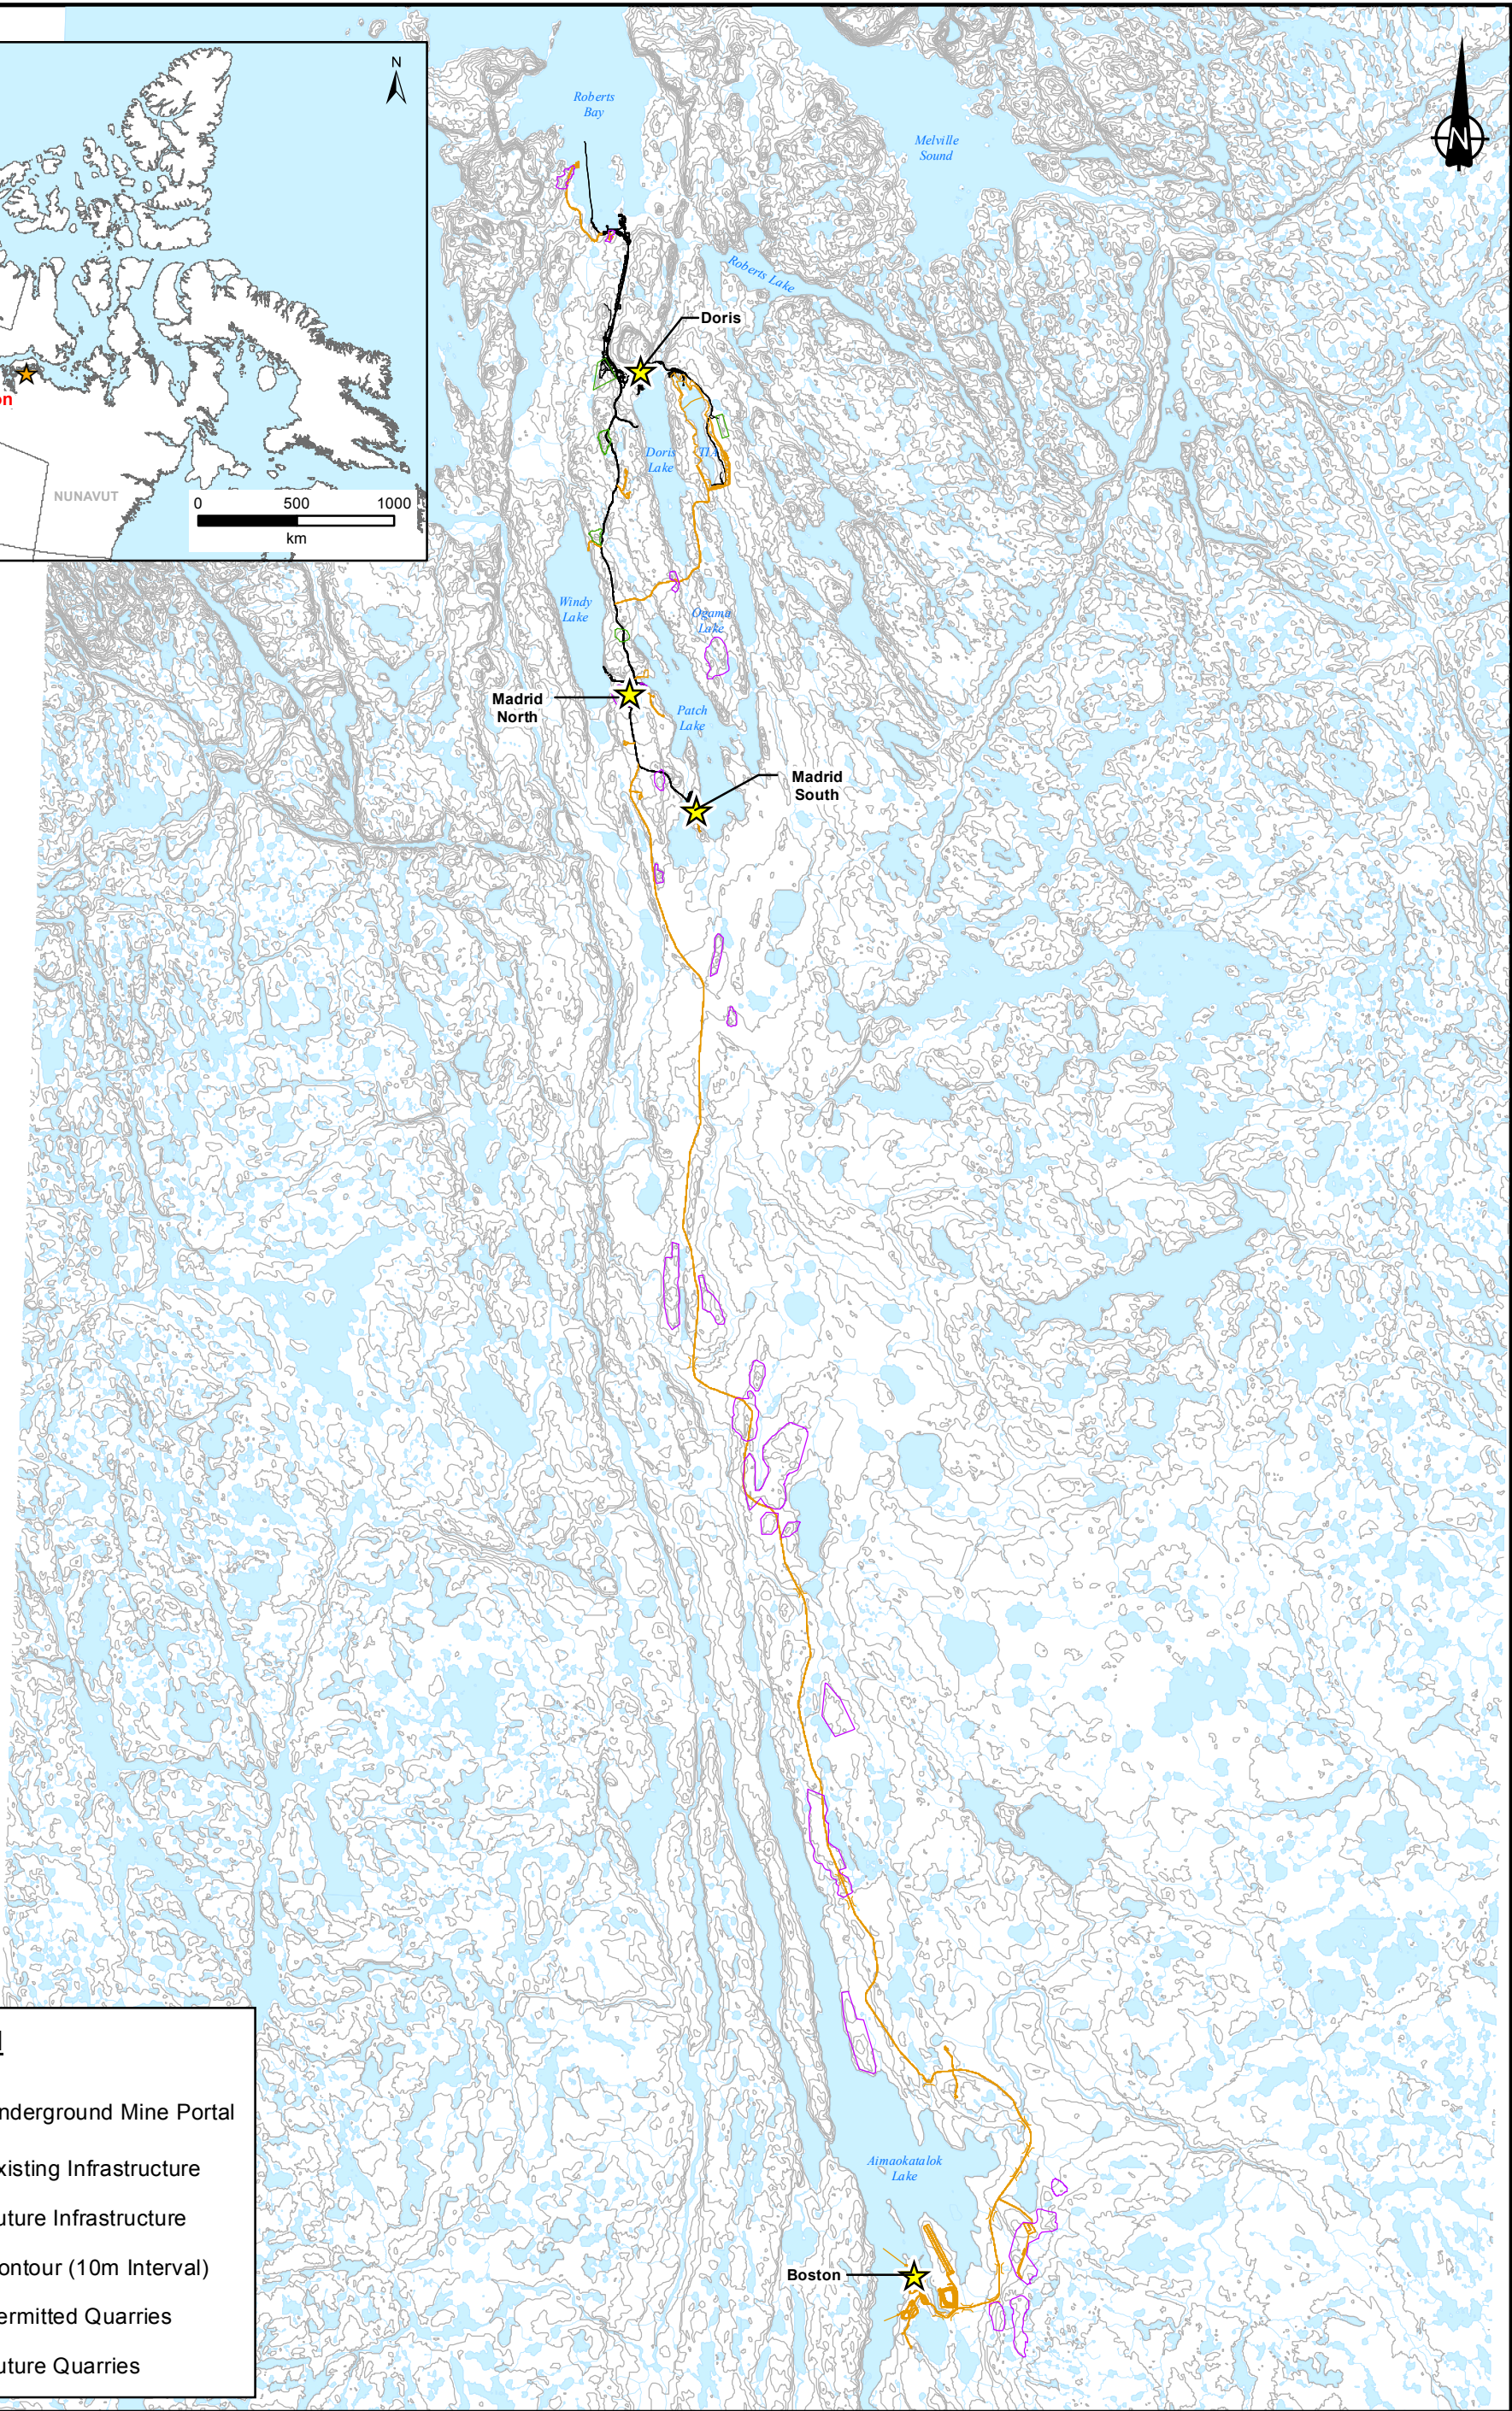 N
NUNAVUT
on
0 500 1000
km
N
Roberts
Bay
Melville
Sound
Roberts Lake
Doris
Doris
Lake
TIA
Windy
Lake
Ogama
Lake
Madrid
North
Patch
Lake
Madrid
South
Aimaokatalok
Lake
Boston
nderground Mine Portal
xisting Infrastructure
uture Infrastructure
ontour (10m Interval)
ermitted Quarries
uture Quarries